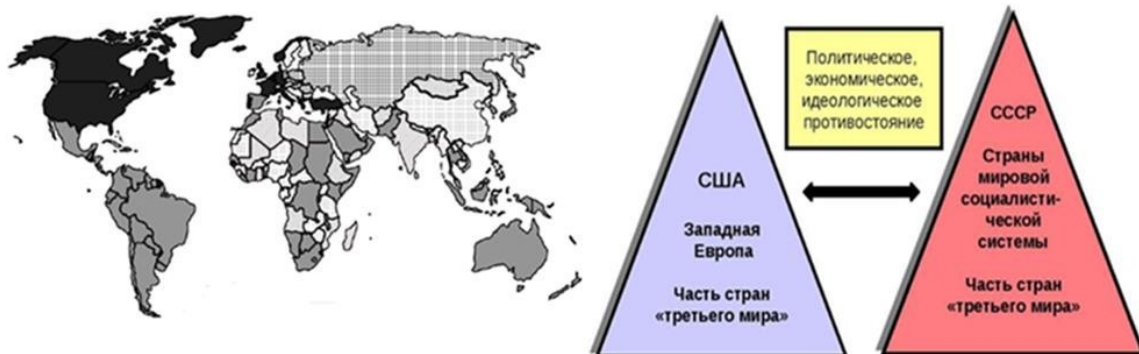 США
Западная
Европа
Часть стран
«третьего мира»
Политическое,
экономическое,
идеологическое
противостояние
СССР
Страны
мировой
социалисти-
ческой
системы
Часть стран
«третьего мира»